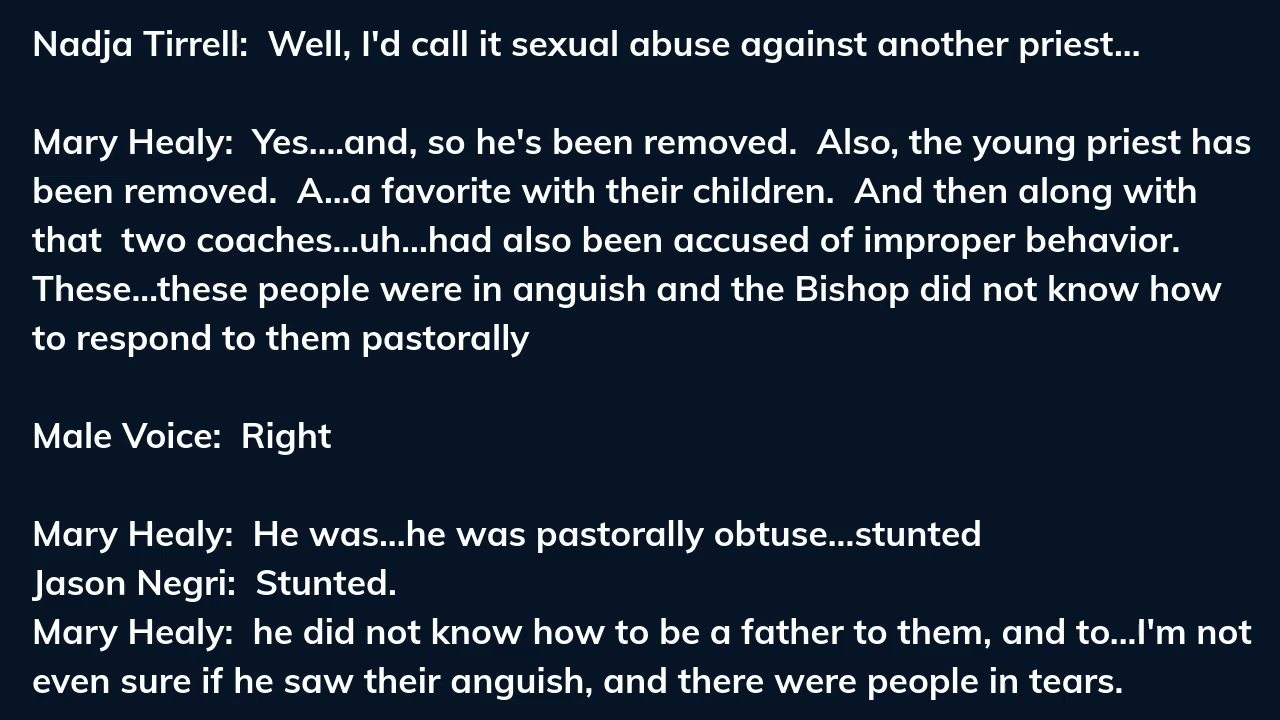 Nadja Tirrell:  Well, I'd call it sexual abuse against another priest...
Mary Healy:  Yes....and, so he's been removed.  Also, the young priest has
been removed.  A...a favorite with their children.  And then along with
that  two coaches...uh...had also been accused of improper behavior.
These...these people were in anguish and the Bishop did not know how
to respond to them pastorally
Male Voice:  Right
Mary Healy:  He was...he was pastorally obtuse...stunted
Jason Negri:  Stunted.
Mary Healy:  he did not know how to be a father to them, and to...I'm not
even sure if he saw their anguish, and there were people in tears.